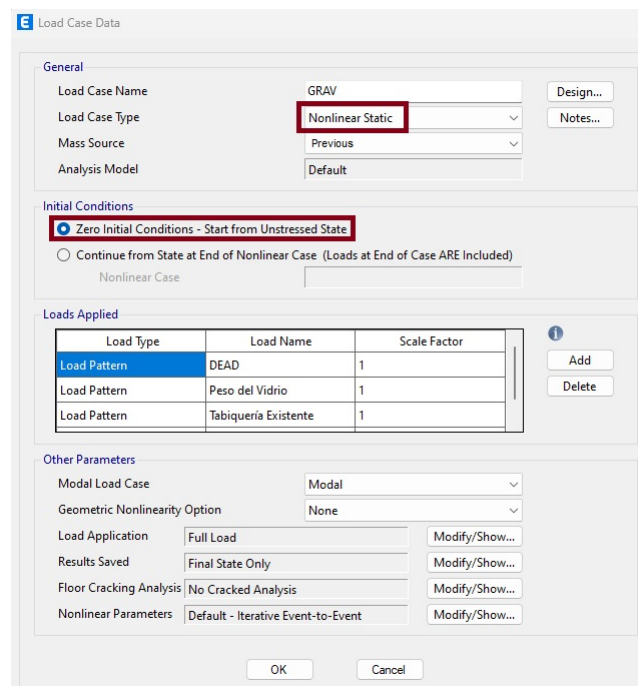 E Load Case Data
General
Load Case Name GRAV Design...
Load Case Type Nonlinear Static Notes...
Mass Source Previous
Analysis Model Default
Initial Conditions
Zero Initial Conditions - Start from Unstressed State
Continue from State at End of Nonlinear Case (Loads at End of Case ARE Included)
Nonlinear Case
Loads Applied
Load Type Load Name Scale Factor
Load Pattern DEAD 1 Add
Load Pattern Peso del Vidrio 1 Delete
Load Pattern Tabiquería Existente 1
Other Parameters
Modal Load Case Modal
Geometric Nonlinearity Option None
Load Application Full Load Modify/Show...
Results Saved Final State Only Modify/Show...
Floor Cracking Analysis No Cracked Analysis Modify/Show...
Nonlinear Parameters Default - Iterative Event-to-Event Modify/Show...
OK Cancel